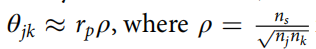 θ_jk ≈ r_p ρ, where ρ = n_s / √(n_j n_k)